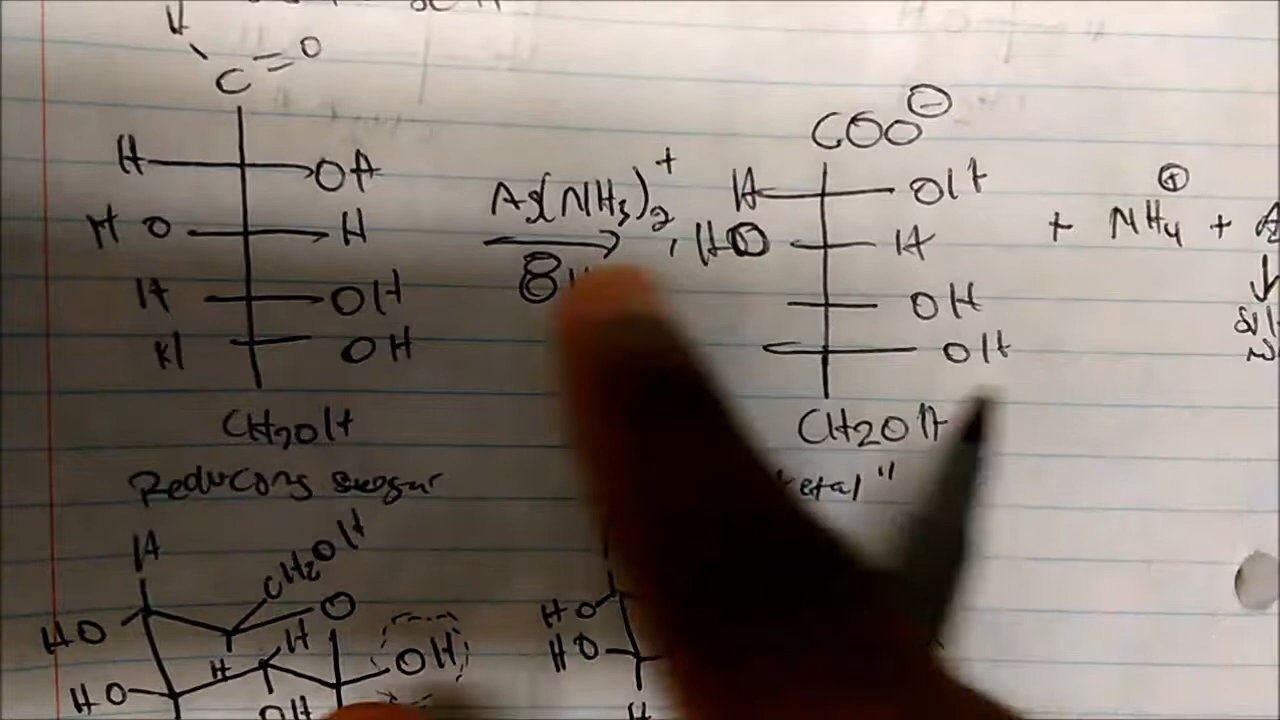 H
C = O
H OH
HO H
H OH
H OH
CH2OH
Reducing sugar
Ag(NH3)2+
, HO
COO⊖
H OH
H
OH
OH
CH2OH
+ NH4⊕ +
H
CH2OH
O
HO
H
H
OH
HO
OH
HO
HO
H